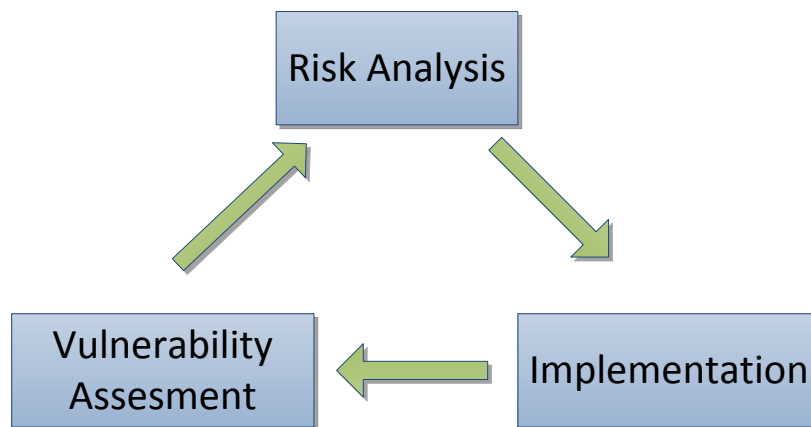 Risk Analysis
Vulnerability
Assesment
Implementation